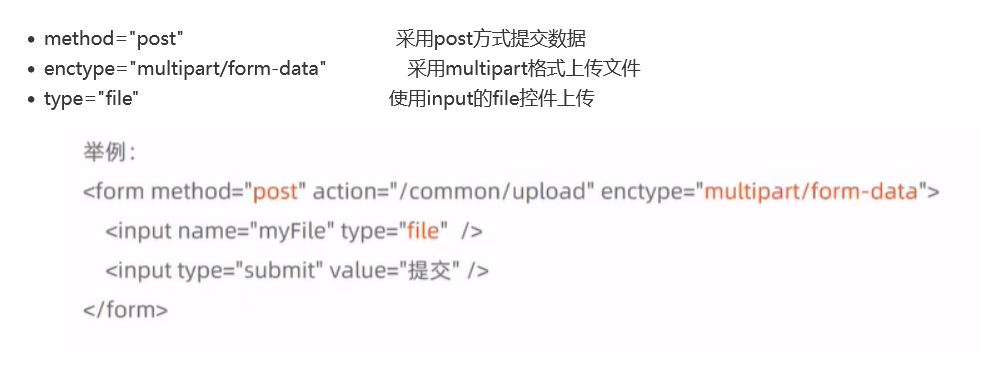 method="post" 采用post方式提交数据
enctype="multipart/form-data" 采用multipart格式上传文件
type="file" 使用input的file控件上传
举例：
<form method="post" action="/common/upload" enctype="multipart/form-data">
<input name="myFile" type="file" />
<input type="submit" value="提交" />
</form>